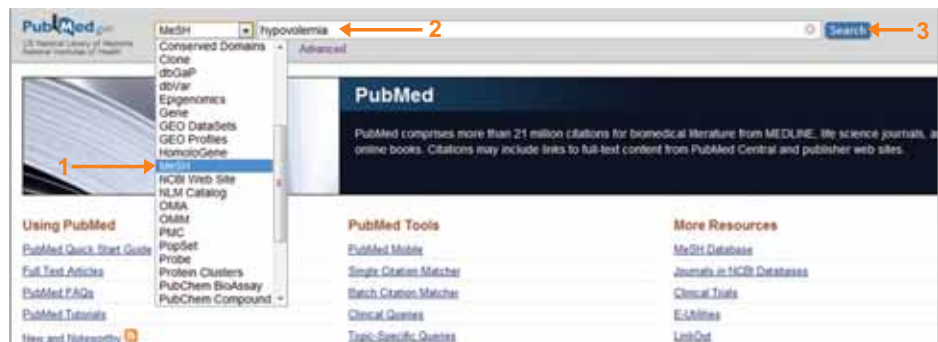 PubMed.gov
MeSH hypovolemia 2 Search 3
US National Library of Medicine
National Institutes of Health
Advanced
Conserved Domains
Clone
dbGaP
dbVar
Epigenomics
Gene
GEO DataSets
GEO Profiles
HomoloGene
1 MeSH
NCBI Web Site
NLM Catalog
OMIA
OMIM
PMC
PopSet
Probe
Protein Clusters
PubChem BioAssay
PubChem Compound
PubMed
PubMed comprises more than 21 million citations for biomedical literature from MEDLINE, life science journals, a
online books. Citations may include links to full-text content from PubMed Central and publisher web sites.
Using PubMed
PubMed Quick Start Guide
Full Text Articles
PubMed FAQs
PubMed Tutorials
New and Noteworthy
PubMed Tools
PubMed Mobile
Single Citation Matcher
Batch Citation Matcher
Clinical Queries
Topic-Specific Queries
More Resources
MeSH Database
Journals in NCBI Databases
Clinical Trials
E-Utilities
LinkOut